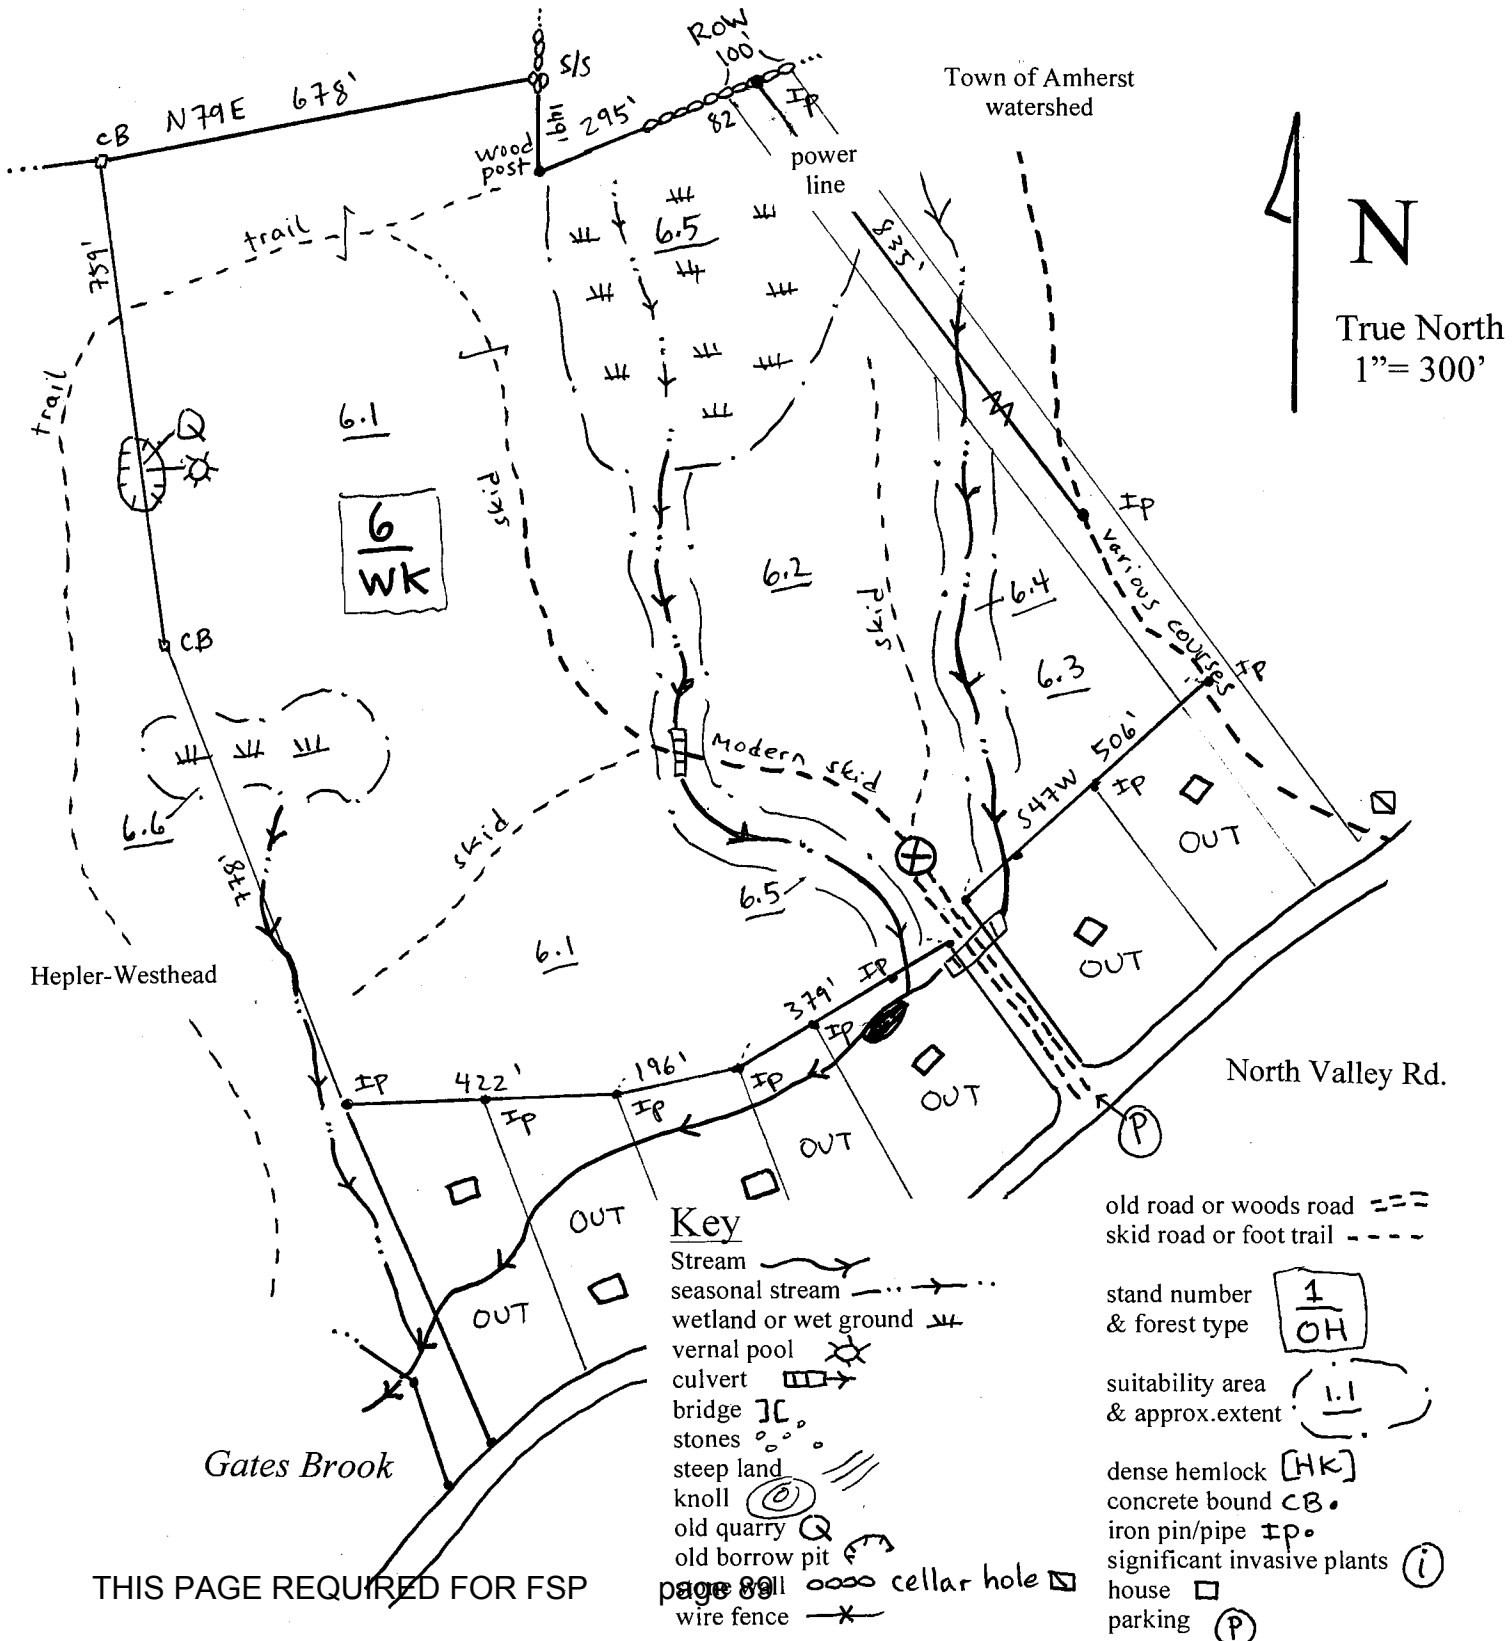 ROW
100'
S/S
N79E 678'
149'
295'
82
Ip
CB
wood
post
Town of Amherst
watershed
power
line
N
True North
1”= 300’
trail
759'
6.5
835'
trail
Q
6.1
6
WK
skid
6.2
skid
6.4
6.3
Ip
various courses
Ip
CB
506'
S47W
Ip
OUT
Modern skid
6.6
skid
778'
6.5
6.1
OUT
Hepler-Westhead
Ip
379'
Ip
Ip
422'
196'
Ip
Ip
Ip
OUT
North Valley Rd.
P
OUT
OUT
OUT
Gates Brook
Key
Stream
seasonal stream
wetland or wet ground
vernal pool
culvert
bridge
stones
steep land
knoll
old quarry Q
old borrow pit
stone wall
cellar hole
wire fence
old road or woods road
skid road or foot trail
stand number
& forest type
1
OH
suitability area
& approx.extent
1.1
dense hemlock [HK]
concrete bound CB
iron pin/pipe Ip
significant invasive plants i
house
parking P
THIS PAGE REQUIRED FOR FSP page 89